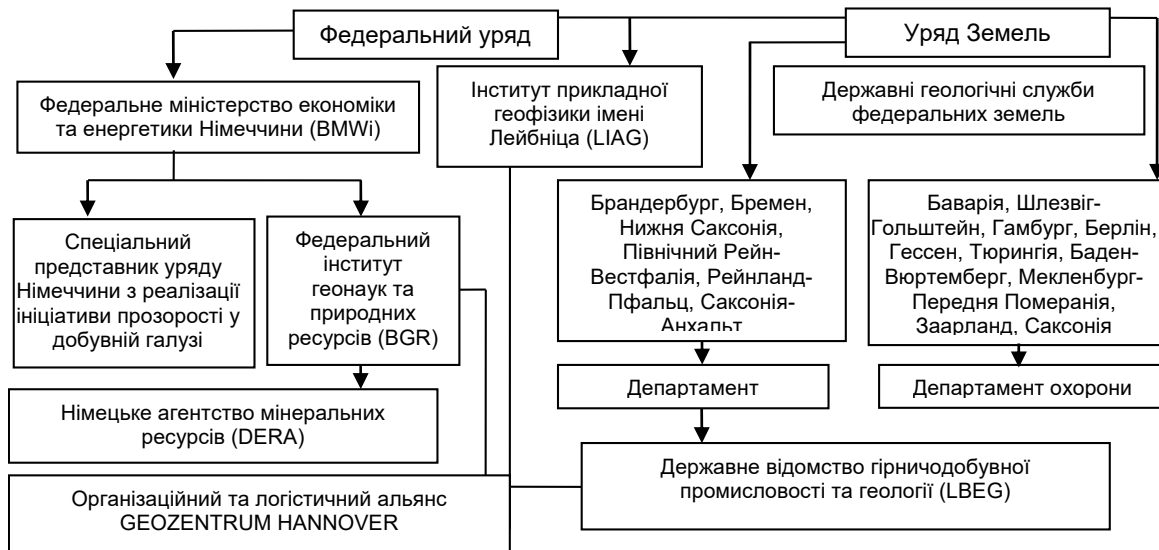 Федеральний уряд
Уряд Земель
Федеральне міністерство економіки
та енергетики Німеччини (BMWi)
Інститут прикладної
геофізики імені
Лейбніца (LIAG)
Державні геологічні служби
федеральних земель
Спеціальний
представник уряду
Німеччини з реалізації
ініціативи прозорості у
добувній галузі
Федеральний
інститут
геонаук та
природних
ресурсів (BGR)
Брандербург, Бремен,
Нижня Саксонія,
Північний Рейн-
Вестфалія, Рейнланд-
Пфальц, Саксонія-
Анхальт
Баварія, Шлезвіг-
Гольштейн, Гамбург, Берлін,
Гессен, Тюрингія, Баден-
Вюртемберг, Мекленбург-
Передня Померанія,
Заарланд, Саксонія
Департамент
Департамент охорони
Німецьке агентство мінеральних
ресурсів (DERA)
Державне відомство гірничодобувної
промисловості та геології (LBEG)
Організаційний та логістичний альянс
GEOZENTRUM HANNOVER